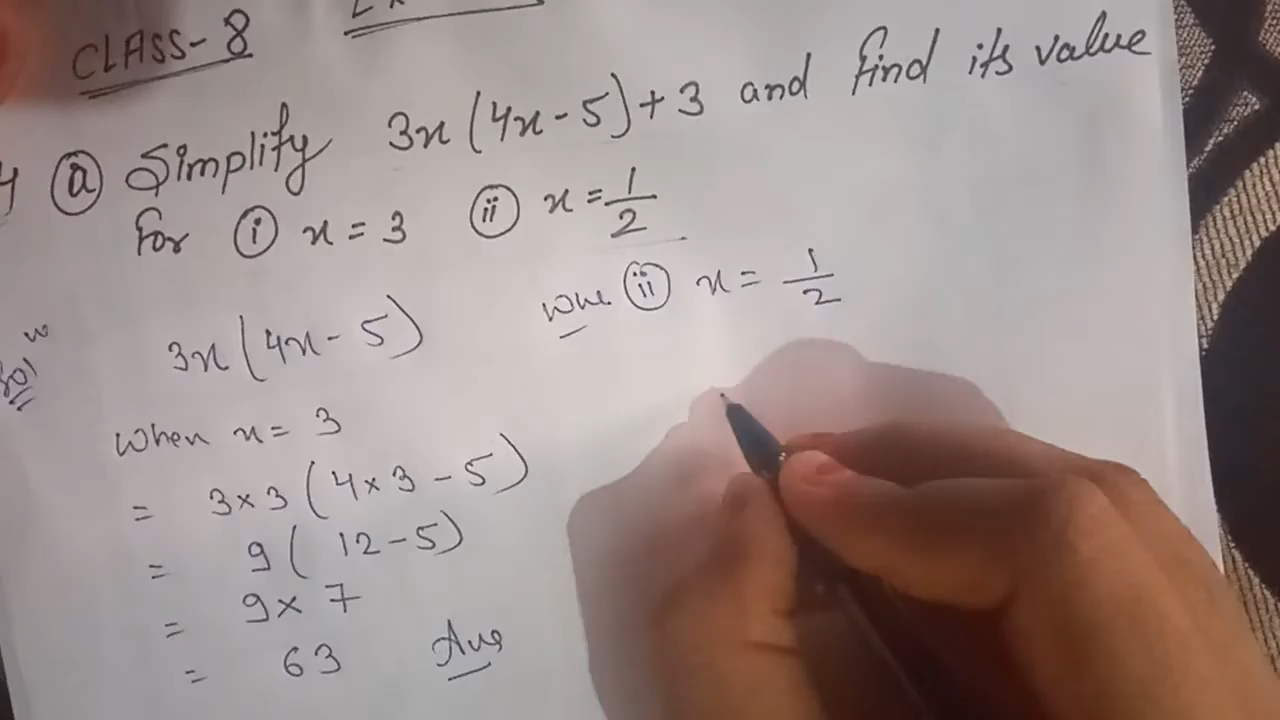 CLASS-8
4 (a) Simplify 3x(4x-5)+3 and find its value
for (i) x=3 (ii) x=1/2
Sol
3x(4x-5)
(ii) x=1/2
When x=3
= 3×3(4×3-5)
= 9(12-5)
= 9×7
= 63 Ans